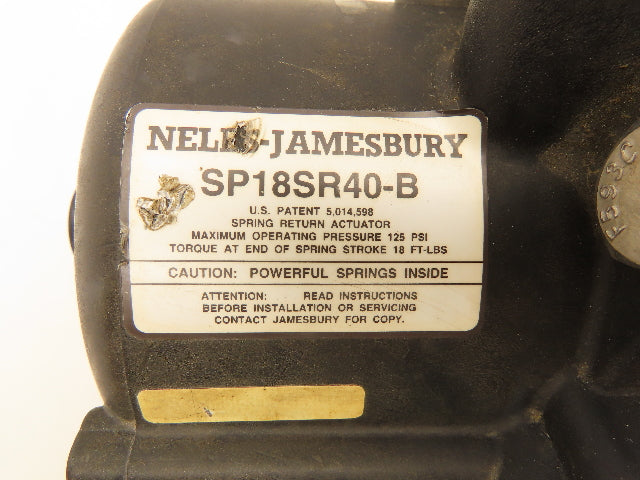 NELES-JAMESBURY
SP18SR40-B
U.S. PATENT 5,014,598
SPRING RETURN ACTUATOR
MAXIMUM OPERATING PRESSURE 125 PSI
TORQUE AT END OF SPRING STROKE 18 FT-LBS
CAUTION: POWERFUL SPRINGS INSIDE
ATTENTION: READ INSTRUCTIONS
BEFORE INSTALLATION OR SERVICING
CONTACT JAMESBURY FOR COPY.